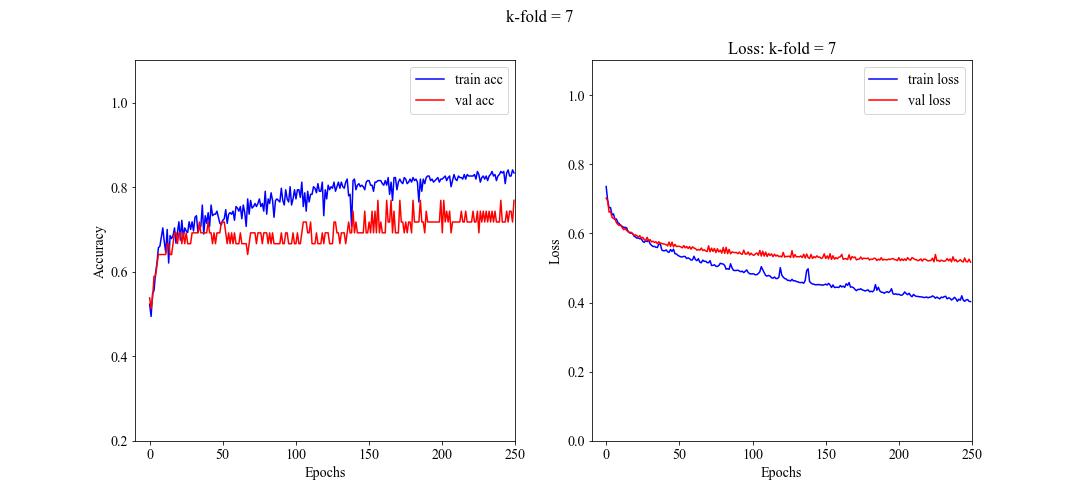 k-fold = 7
Accuracy
1.0
0.8
0.6
0.4
0.2
0
50
100
150
200
250
Epochs
train acc
val acc
Loss: k-fold = 7
Loss
1.0
0.8
0.6
0.4
0.2
0.0
0
50
100
150
200
250
Epochs
train loss
val loss